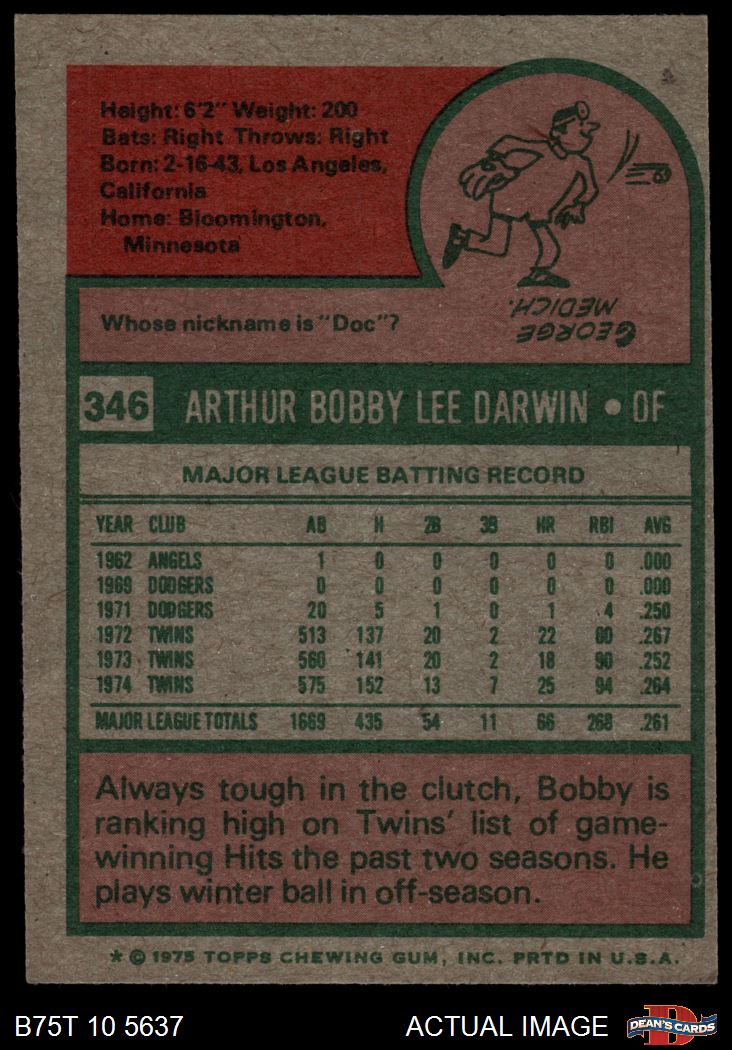 Height: 6'2" Weight: 200
Bats: Right Throws: Right
Born: 2-16-43, Los Angeles,
California
Home: Bloomington,
Minnesota
Whose nickname is "Doc"?
GEORGE
MEDICH.
346 ARTHUR BOBBY LEE DARWIN • OF
MAJOR LEAGUE BATTING RECORD
YEAR CLUB AB H 2B 3B HR RBI AVG
1962 ANGELS 1 0 0 0 0 0 .000
1969 DODGERS 0 0 0 0 0 0 .000
1971 DODGERS 20 5 1 0 1 4 .250
1972 TWINS 513 137 20 2 22 80 .267
1973 TWINS 560 141 20 2 18 90 .252
1974 TWINS 575 152 13 7 25 94 .264
MAJOR LEAGUE TOTALS 1669 435 54 11 66 268 .261
Always tough in the clutch, Bobby is
ranking high on Twins' list of game-
winning Hits the past two seasons. He
plays winter ball in off-season.
* © 1975 TOPPS CHEWING GUM, INC. PRTD IN U.S.A.
B75T 10 5637 ACTUAL IMAGE DEAN'S CARDS